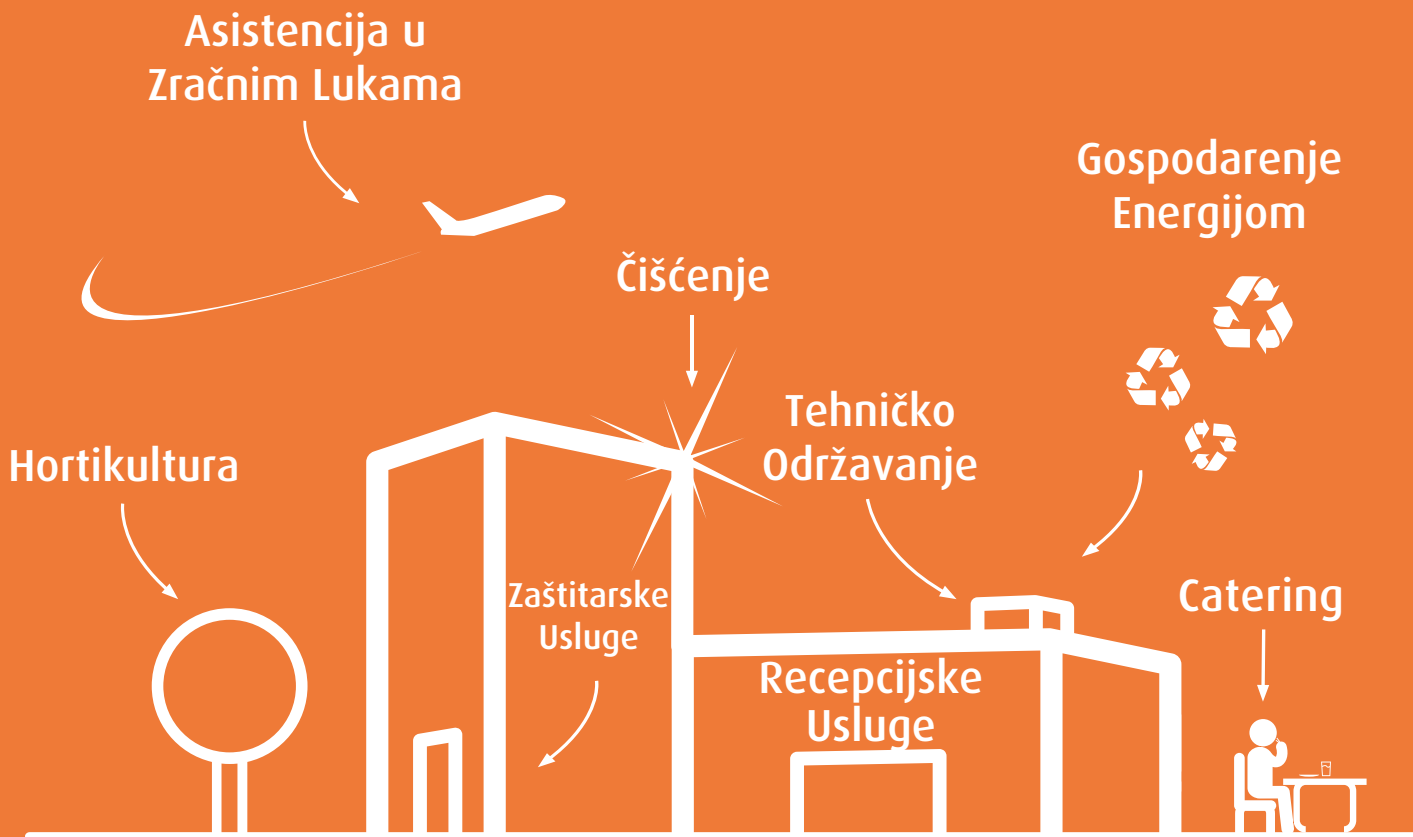 Asistencija u
Zračnim Lukama
Gospodarenje
Energijom
Čišćenje
Tehničko
Održavanje
Hortikultura
Zaštitarske
Usluge
Catering
Recepcijske
Usluge